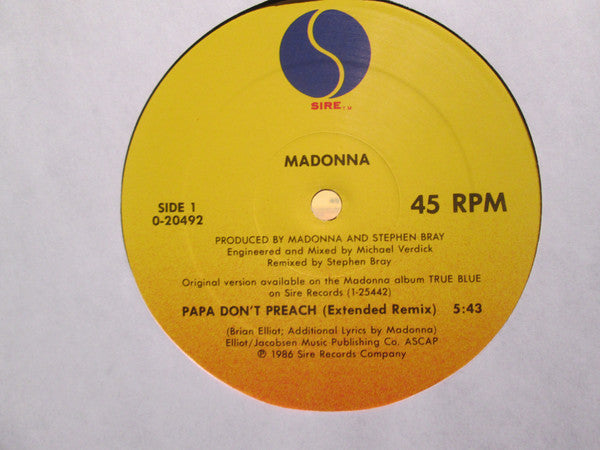 SIRE TM
MADONNA
SIDE 1
0-20492
45 RPM
PRODUCED BY MADONNA AND STEPHEN BRAY
Engineered and Mixed by Michael Verdick
Remixed by Stephen Bray
Original version available on the Madonna album TRUE BLUE
on Sire Records (1-25442)
PAPA DON'T PREACH (Extended Remix) 5:43
(Brian Elliot; Additional Lyrics by Madonna)
Elliot/Jacobsen Music Publishing Co. ASCAP
℗ 1986 Sire Records Company